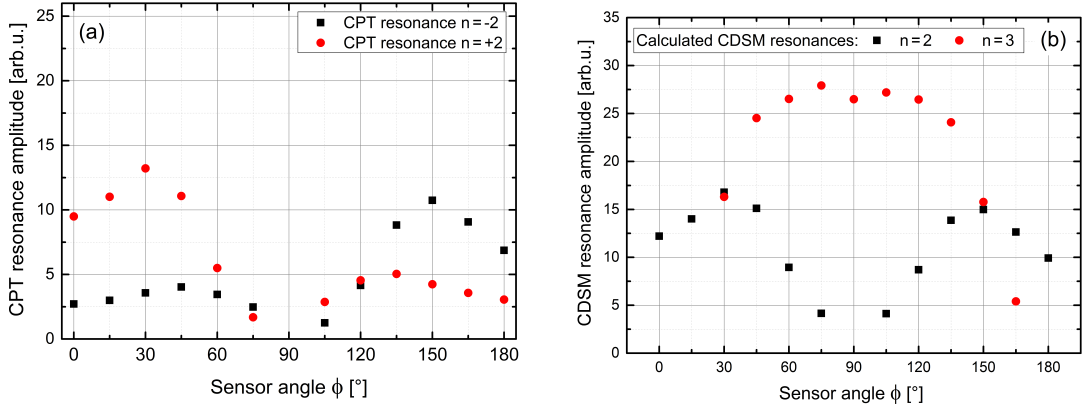 (a)
CPT resonance n = -2
CPT resonance n = +2
CPT resonance amplitude [arb.u.]
25
20
15
10
5
0
0 30 60 90 120 150 180
Sensor angle ϕ [°]
(b)
Calculated CDSM resonances: n = 2 n = 3
CDSM resonance amplitude [arb.u.]
35
30
25
20
15
10
5
0
0 30 60 90 120 150 180
Sensor angle ϕ [°]